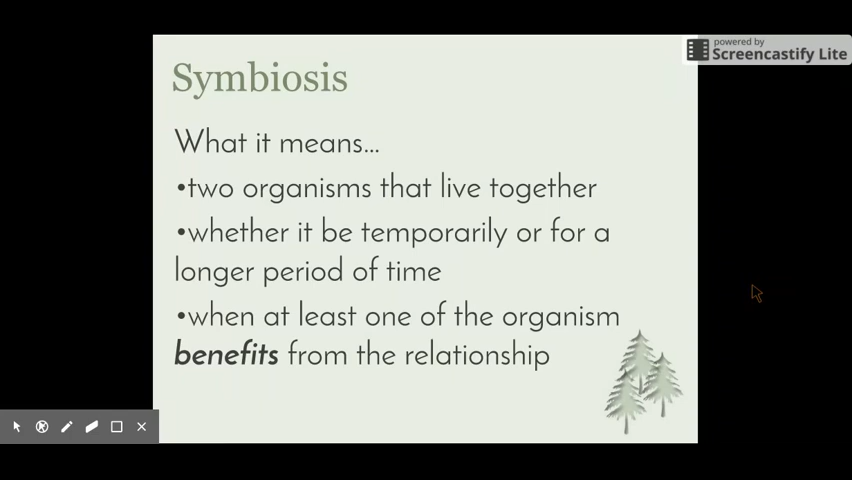 powered by
Screencastify Lite
Symbiosis
What it means...
•two organisms that live together
•whether it be temporarily or for a
longer period of time
•when at least one of the organism
benefits from the relationship